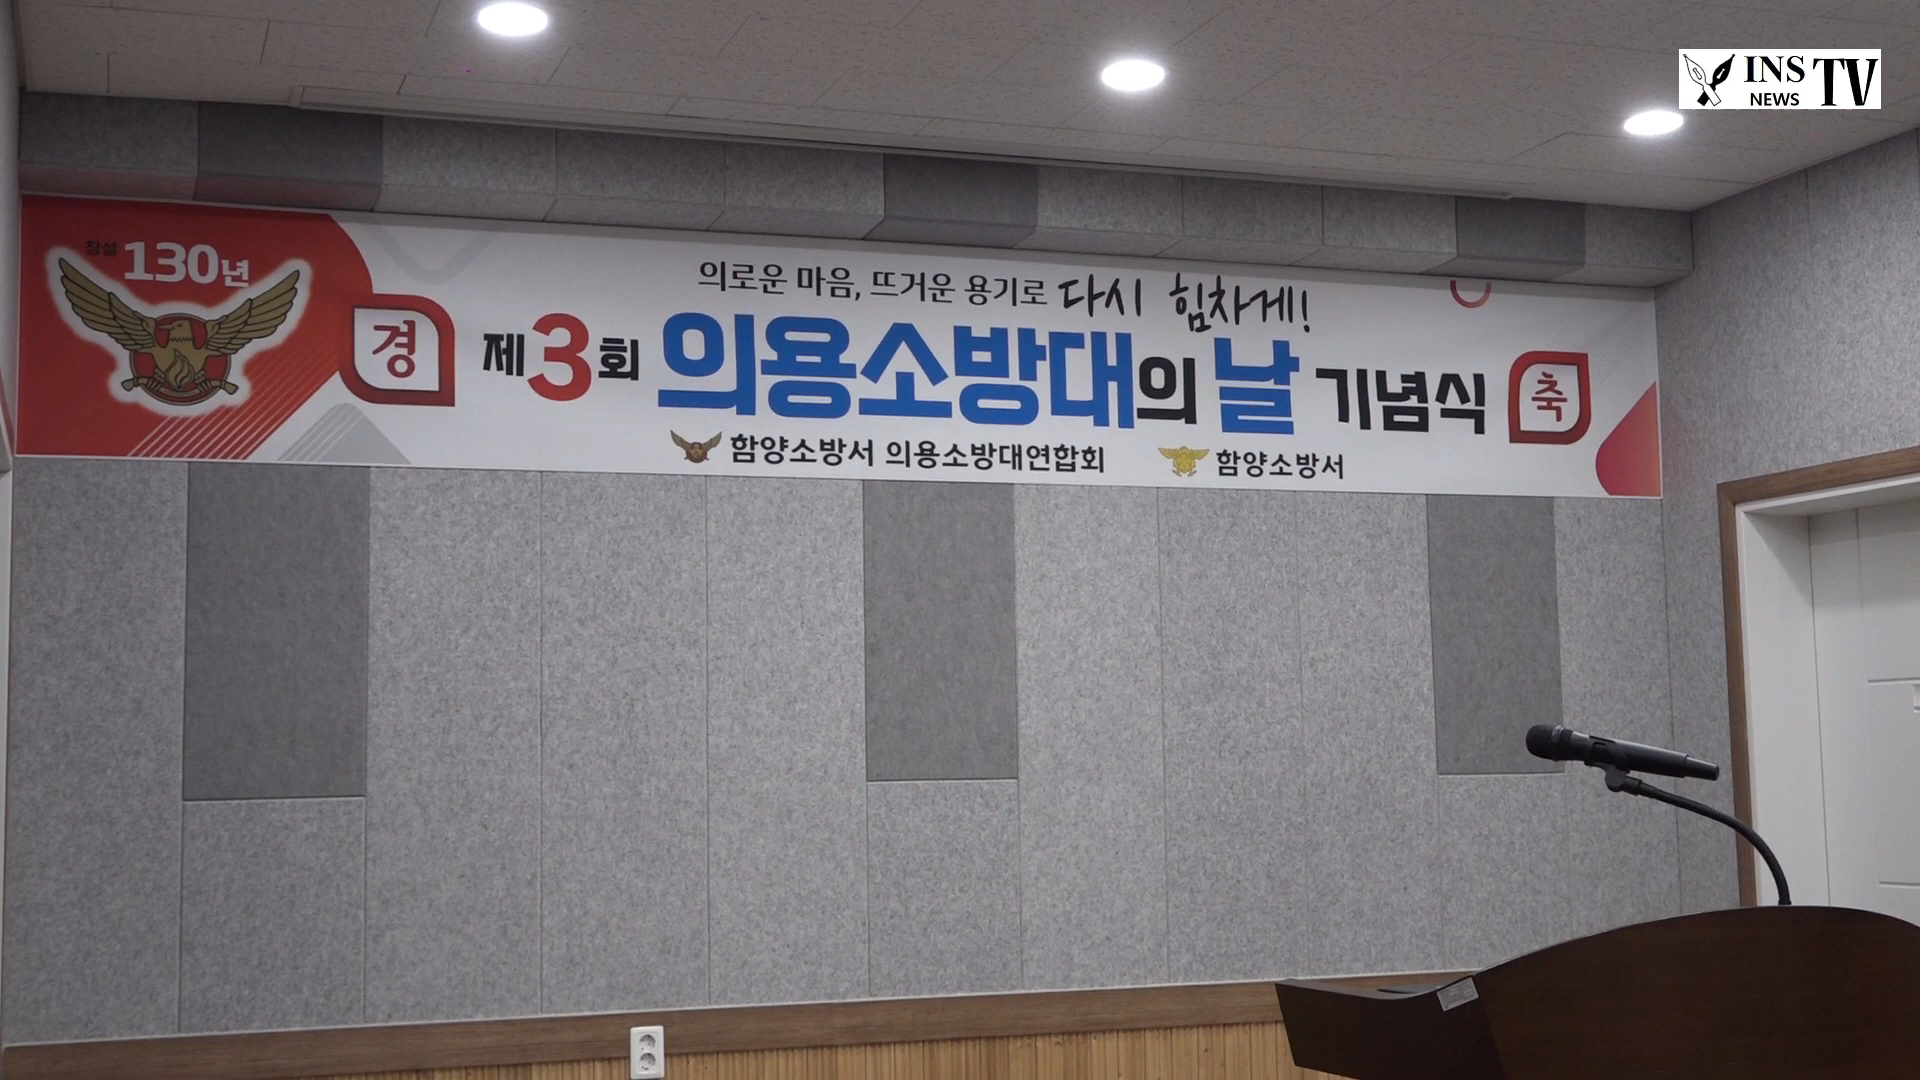 INS TV
NEWS
창설 130년
의로운 마음, 뜨거운 용기로 다시 힘차게!
경 제3회 의용소방대의 날 기념식 축
함양소방서 의용소방대연합회 함양소방서